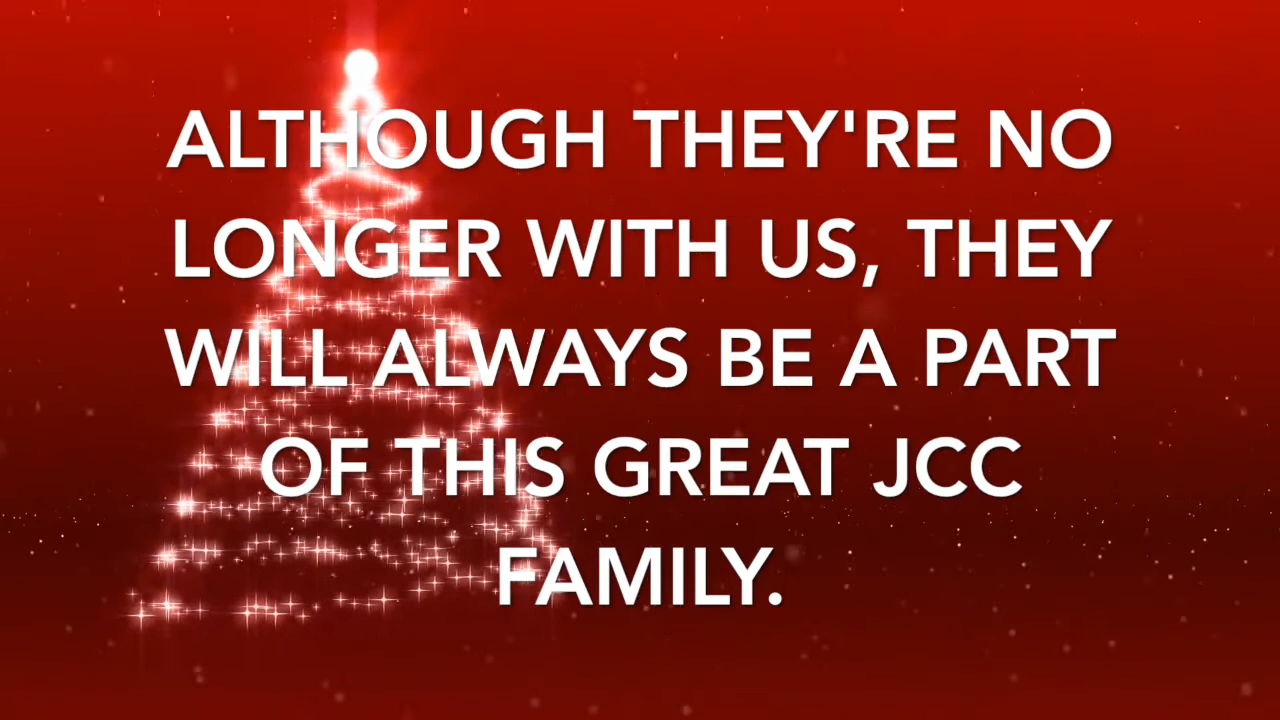 ALTHOUGH THEY'RE NO
LONGER WITH US, THEY
WILL ALWAYS BE A PART
OF THIS GREAT JCC
FAMILY.